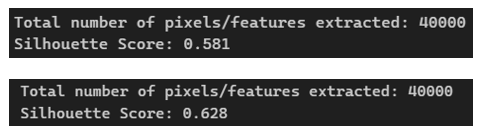 Total number of pixels/features extracted: 40000
Silhouette Score: 0.581
Total number of pixels/features extracted: 40000
Silhouette Score: 0.628